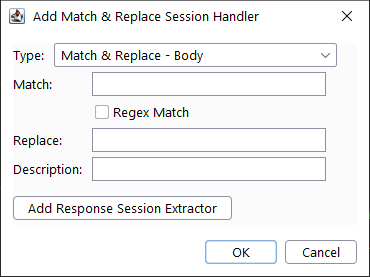 Add Match & Replace Session Handler
Type: Match & Replace - Body
Match:
Regex Match
Replace:
Description:
Add Response Session Extractor
OK Cancel